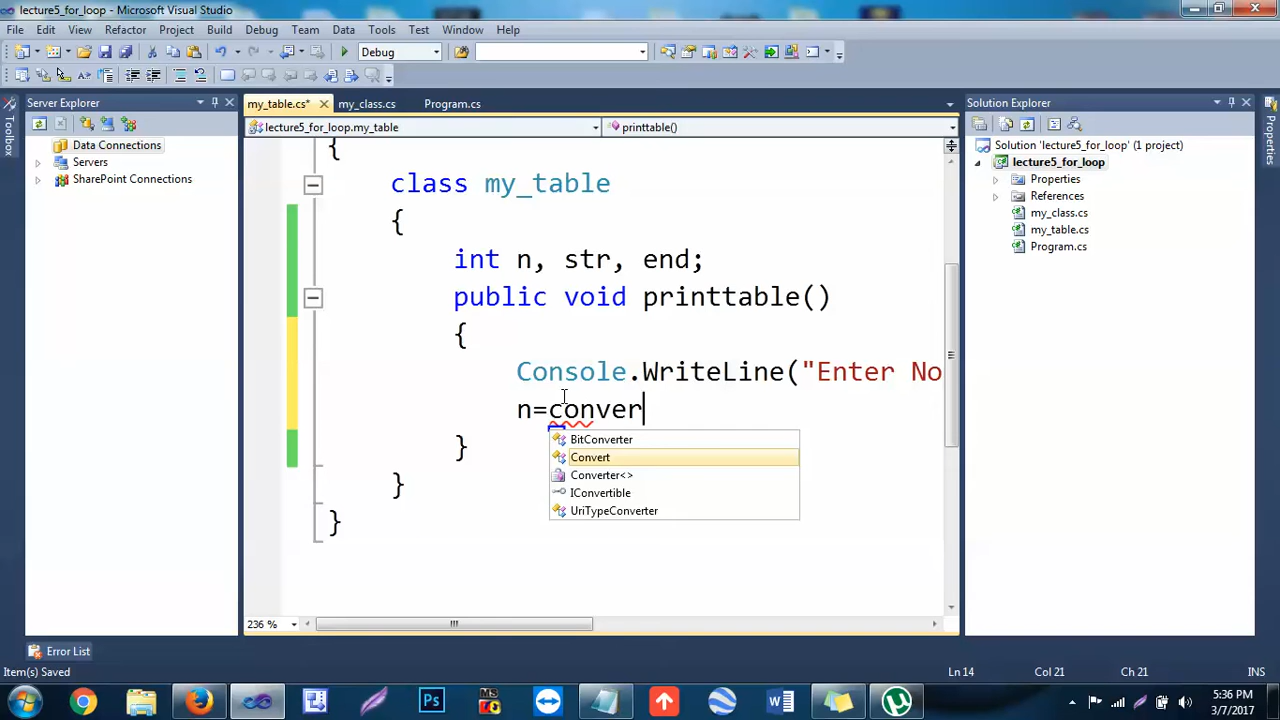 lecture5_for_loop - Microsoft Visual Studio
File Edit View Refactor Project Build Debug Team Data Tools Test Window Help
Debug
Server Explorer
Data Connections
Servers
SharePoint Connections
Toolbox
my_table.cs* my_class.cs Program.cs
lecture5_for_loop.my_table printtable()
{
class my_table
{
int n, str, end;
public void printtable()
{
Console.WriteLine("Enter No
n=conver
BitConverter
Convert
Converter<>
IConvertible
UriTypeConverter
}
}
}
236 %
Solution Explorer
Solution 'lecture5_for_loop' (1 project)
lecture5_for_loop
Properties
References
my_class.cs
my_table.cs
Program.cs
Properties
Error List
Item(s) Saved Ln 14 Col 21 Ch 21 INS
Ps
MS
W
5:36 PM
3/7/2017